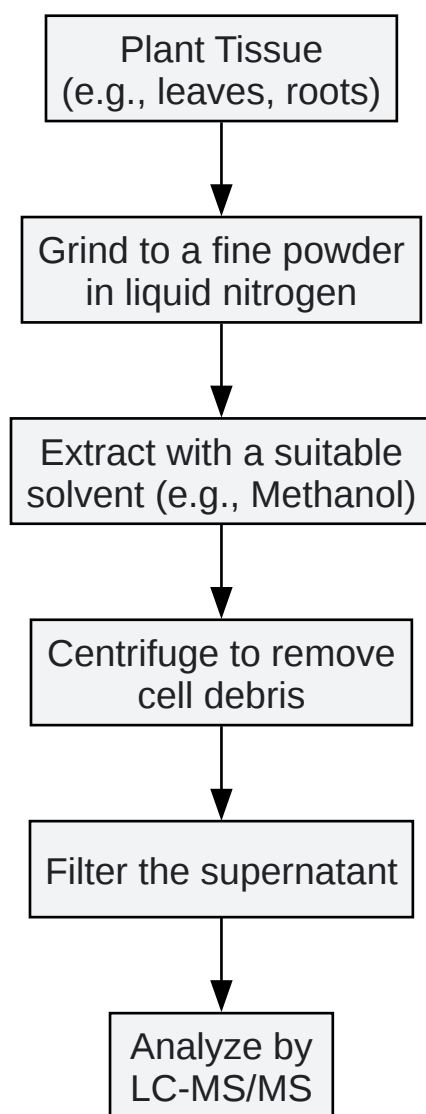 Plant Tissue
(e.g., leaves, roots)
Grind to a fine powder
in liquid nitrogen
Extract with a suitable
solvent (e.g., Methanol)
Centrifuge to remove
cell debris
Filter the supernatant
Analyze by
LC-MS/MS